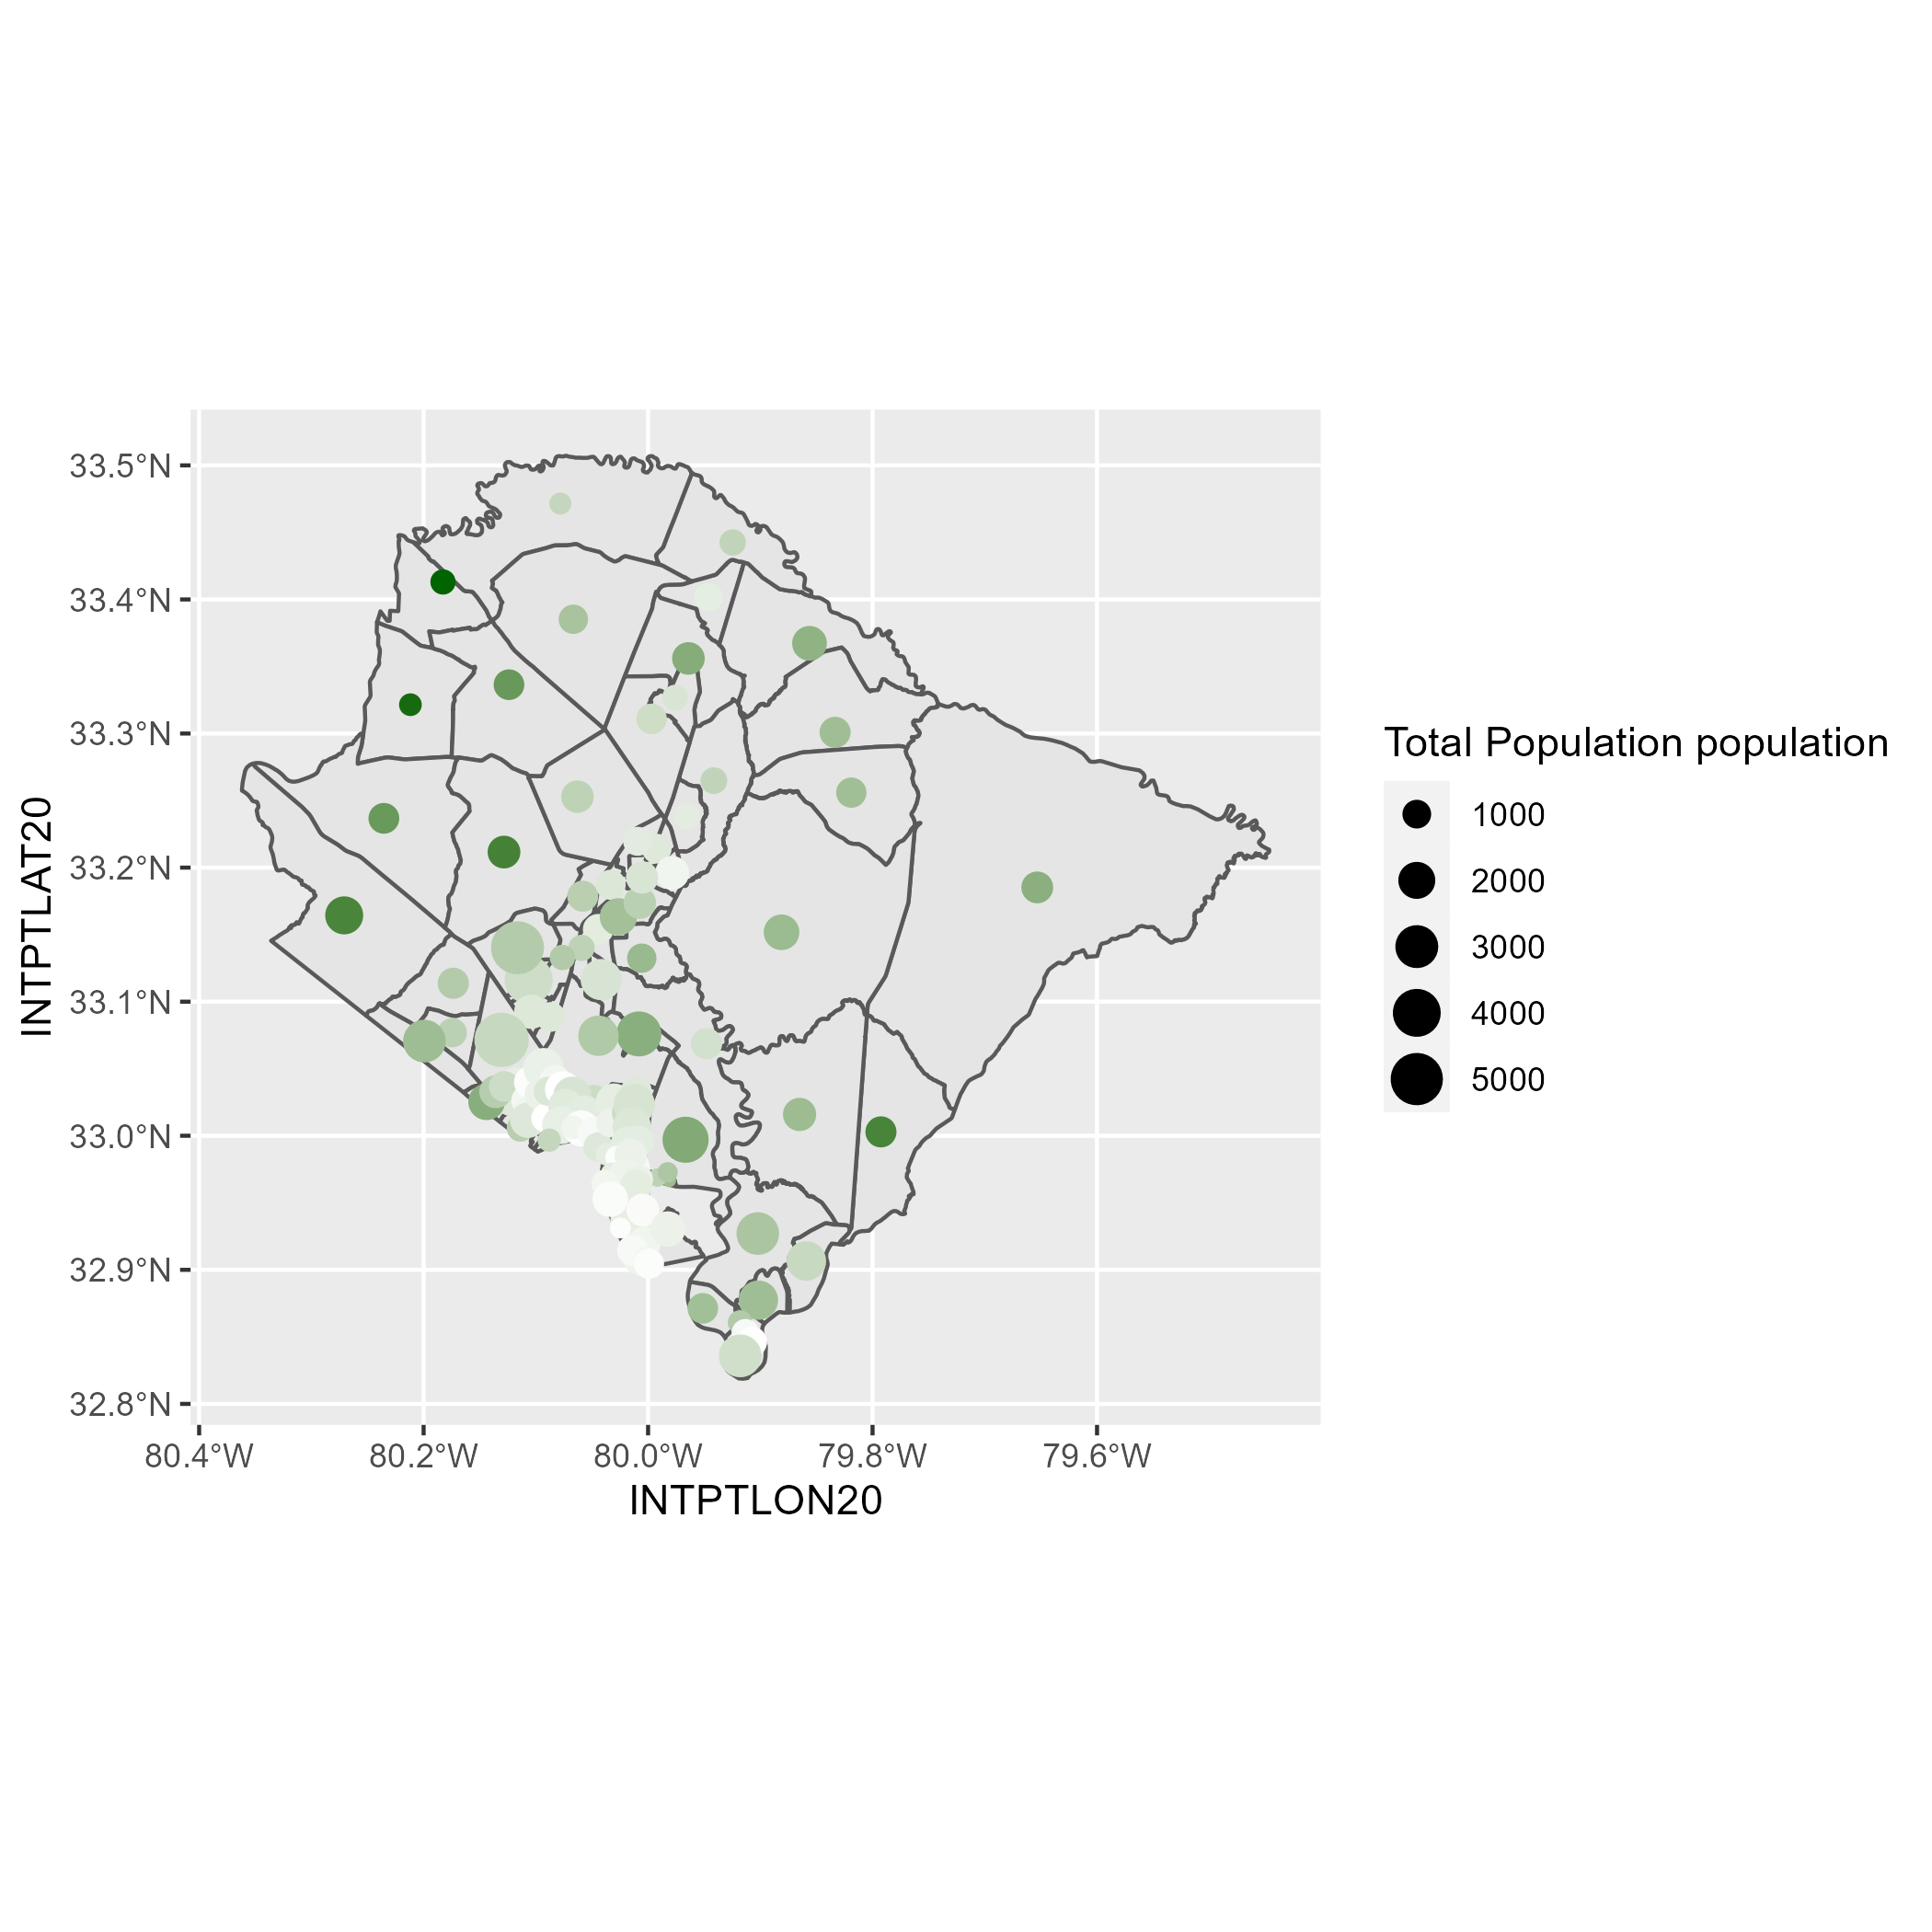 33.5°N
33.4°N
33.3°N
33.2°N
33.1°N
33.0°N
32.9°N
32.8°N
INTPTLAT20
80.4°W 80.2°W 80.0°W 79.8°W 79.6°W
INTPTLON20
Total Population population
1000
2000
3000
4000
5000